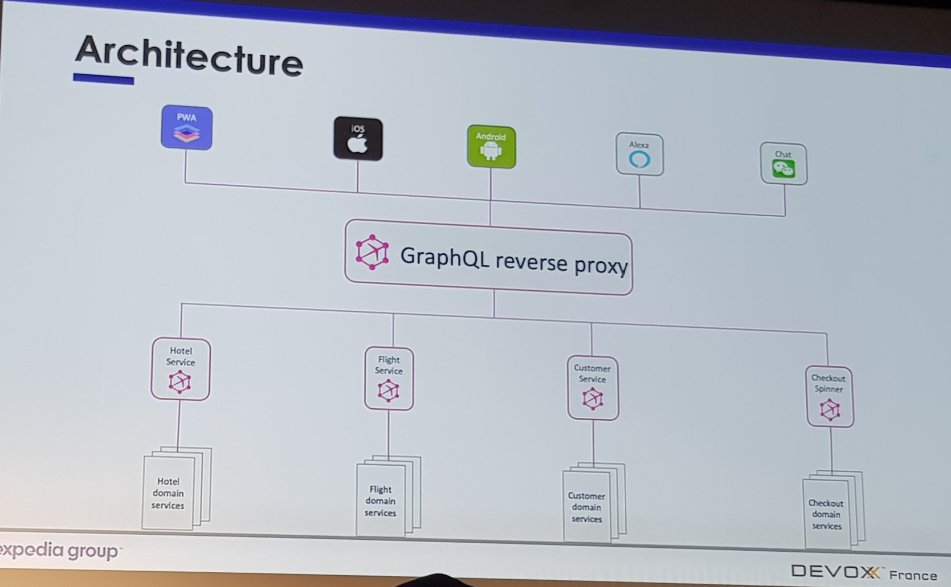 Architecture
PWA
iOS
Android
Alexa
Chat
GraphQL reverse proxy
Hotel
Service
Flight
Service
Customer
Service
Checkout
Spinner
Hotel
domain
services
Flight
domain
services
Customer
domain
services
Checkout
domain
services
expedia group
DEVOXX France